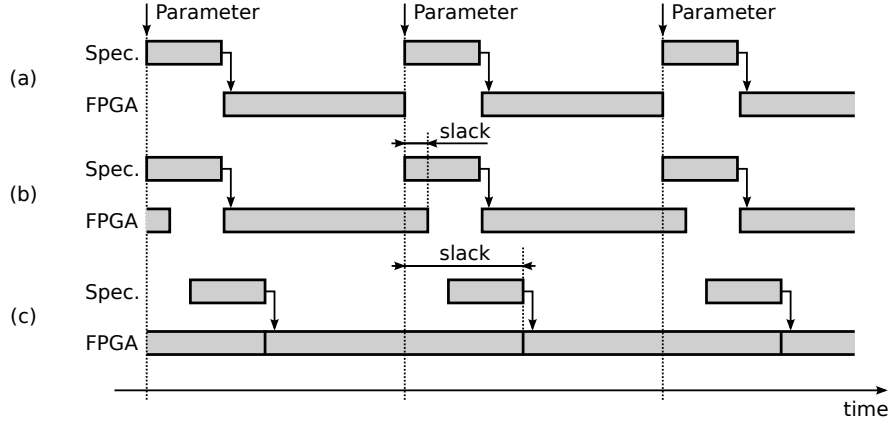 Parameter Parameter Parameter
Spec.
(a)
FPGA
slack
Spec.
(b)
FPGA
slack
Spec.
(c)
FPGA
time